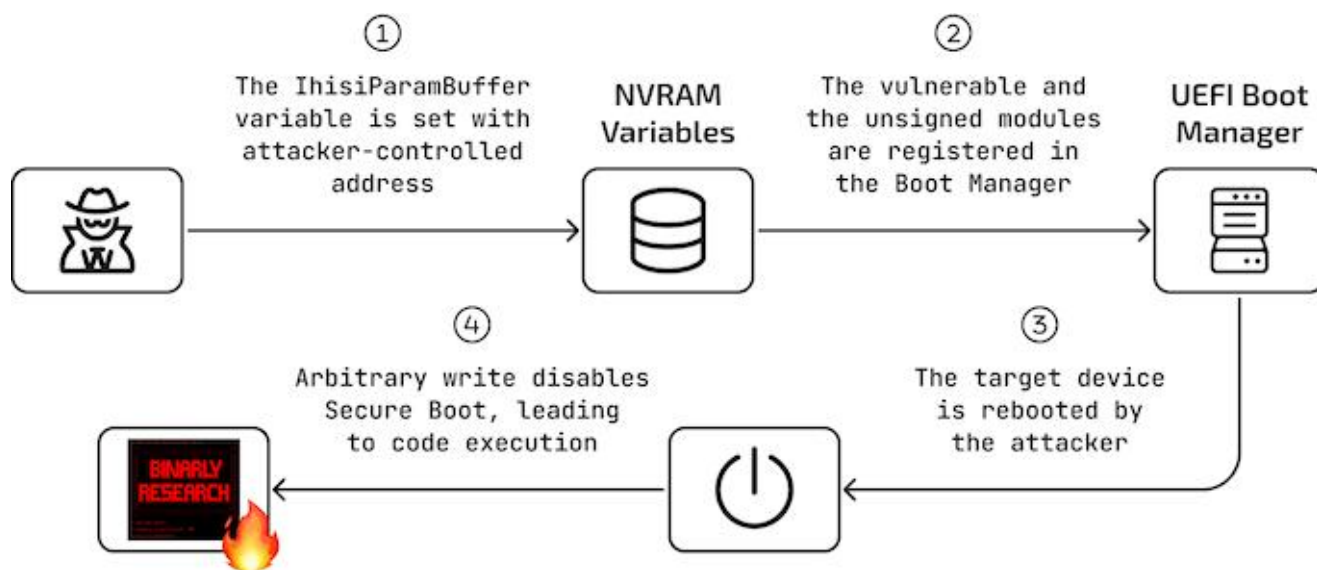 ①
The IhisiParamBuffer
variable is set with
attacker-controlled
address
NVRAM
Variables
②
The vulnerable and
the unsigned modules
are registered in
the Boot Manager
UEFI Boot
Manager
③
The target device
is rebooted by
the attacker
④
Arbitrary write disables
Secure Boot, leading
to code execution
BINARLY
RESEARCH